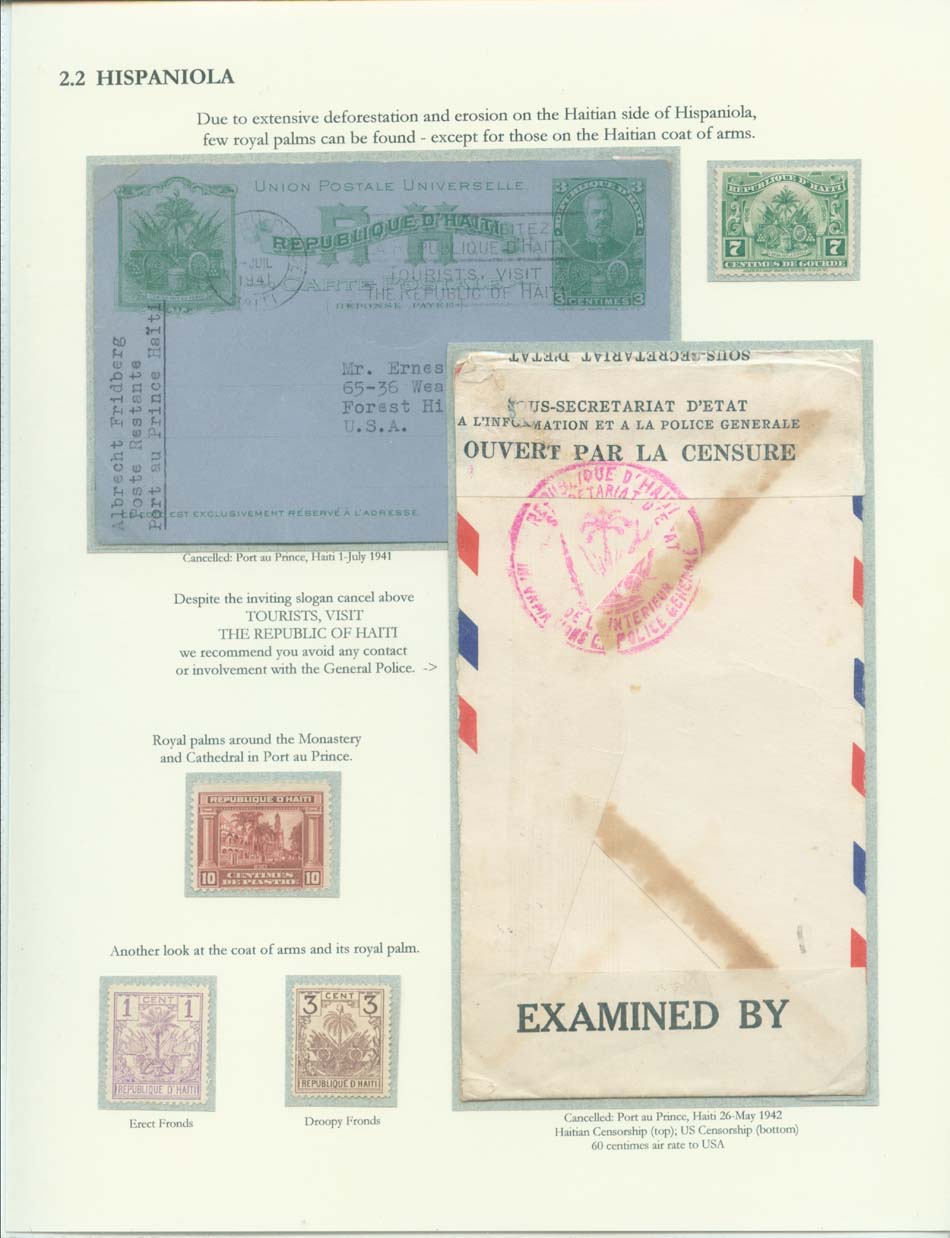 2.2 HISPANIOLA
Due to extensive deforestation and erosion on the Haitian side of Hispaniola,
few royal palms can be found - except for those on the Haitian coat of arms.
UNION POSTALE UNIVERSELLE.
REPUBLIQUE D'HAITI
CARTE POSTALE
RÉPONSE PAYÉE
JUIL
1941
LA REPUBLIQUE D'HAITI
TOURISTS, VISIT
THE REPUBLIC OF HAITI
3 3
REPUBLIQUE D'HAITI
3 CENTIMES 3
Albrecht Fridberg
Poste Restante
Port au Prince Haïti
Mr. Ernes
65-36 Wea
Forest Hi
U.S.A.
EST EXCLUSIVEMENT RÉSERVÉ À L'ADRESSE.
Cancelled: Port au Prince, Haiti 1-July 1941
REPUBLIQUE D'HAITI
7 7
CENTIMES DE GOURDE
SOUS-SECRETARIAT D'ETAT
SOUS-SECRETARIAT D'ETAT
A L'INFORMATION ET A LA POLICE GENERALE
OUVERT PAR LA CENSURE
REPUBLIQUE D'HAITI
SECRETARIAT D'ETAT
DE L'INTERIEUR
POLICE GENERALE
EXAMINED BY
Cancelled: Port au Prince, Haiti 26-May 1942
Haitian Censorship (top); US Censorship (bottom)
60 centimes air rate to USA
Despite the inviting slogan cancel above
TOURISTS, VISIT
THE REPUBLIC OF HAITI
we recommend you avoid any contact
or involvement with the General Police. ->
Royal palms around the Monastery
and Cathedral in Port au Prince.
REPUBLIQUE D'HAITI
10 CENTIMES 10
DE PIASTRE
Another look at the coat of arms and its royal palm.
1 CENT 1
REPUBLIQUE D'HAITI
Erect Fronds
3 CENT 3
REPUBLIQUE D'HAITI
Droopy Fronds